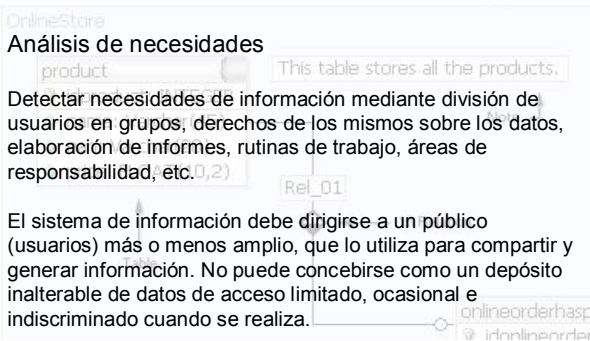 OnlineStore
Análisis de necesidades
product
This table stores all the products.
Detectar necesidades de información mediante división de
usuarios en grupos, derechos de los mismos sobre los datos,
elaboración de informes, rutinas de trabajo, áreas de
responsabilidad, etc.
Rel_01
El sistema de información debe dirigirse a un público
(usuarios) más o menos amplio, que lo utiliza para compartir y
generar información. No puede concebirse como un depósito
inalterable de datos de acceso limitado, ocasional e
indiscriminado cuando se realiza.
onlineorderhasp
idonlineorder